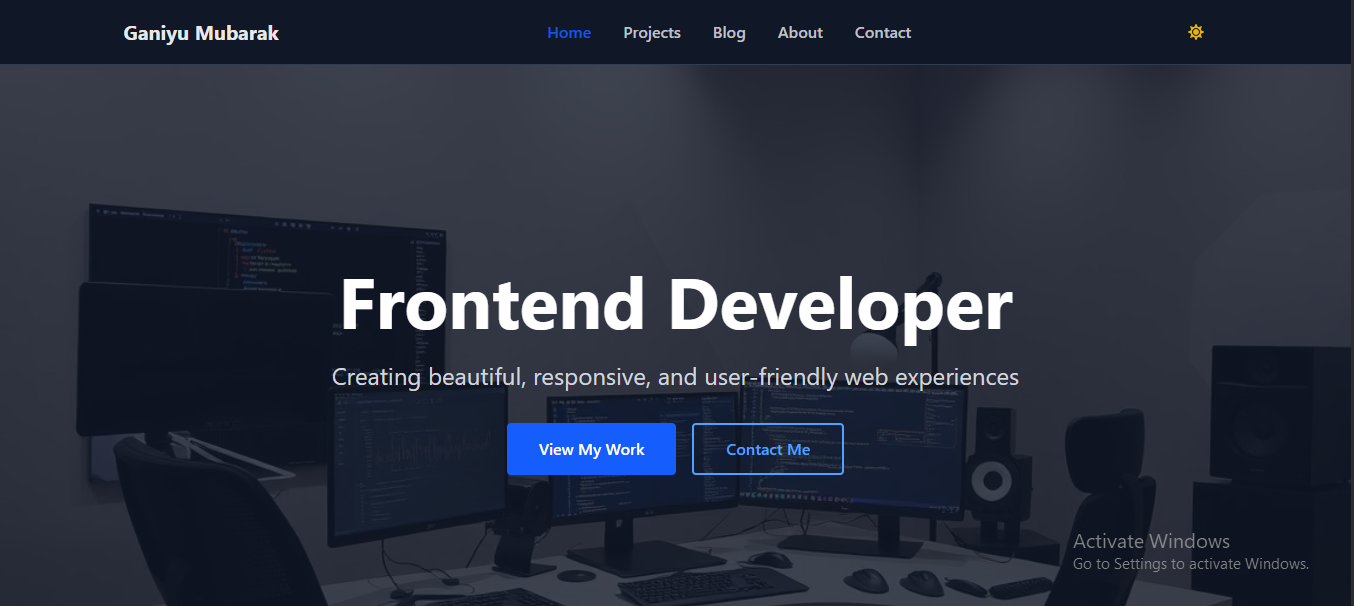 Ganiyu Mubarak
Home Projects Blog About Contact
Frontend Developer
Creating beautiful, responsive, and user-friendly web experiences
View My Work Contact Me
Activate Windows
Go to Settings to activate Windows.